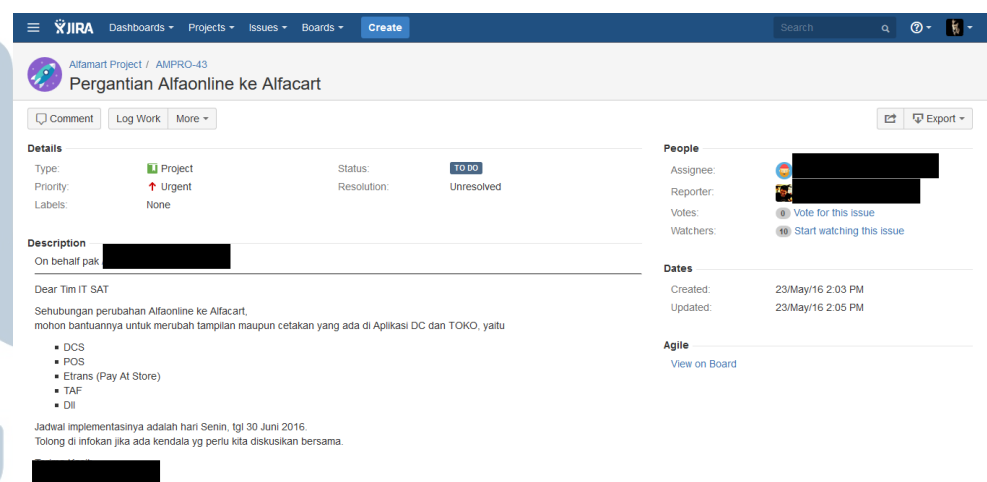 JIRA Dashboards Projects Issues Boards Create Search
Alfamart Project / AMPRO-43
Pergantian Alfaonline ke Alfacart
Comment Log Work More Export
Details
Type: Project Status: TO DO
Priority: Urgent Resolution: Unresolved
Labels: None
Description
On behalf pak
Dear Tim IT SAT
Sehubungan perubahan Alfaonline ke Alfacart,
mohon bantuannya untuk merubah tampilan maupun cetakan yang ada di Aplikasi DC dan TOKO, yaitu
DCS
POS
Etrans (Pay At Store)
TAF
Dll
Jadwal implementasinya adalah hari Senin, tgl 30 Juni 2016.
Tolong di infokan jika ada kendala yg perlu kita diskusikan bersama.
People
Assignee:
Reporter:
Votes: 0 Vote for this issue
Watchers: 10 Start watching this issue
Dates
Created: 23/May/16 2:03 PM
Updated: 23/May/16 2:05 PM
Agile
View on Board